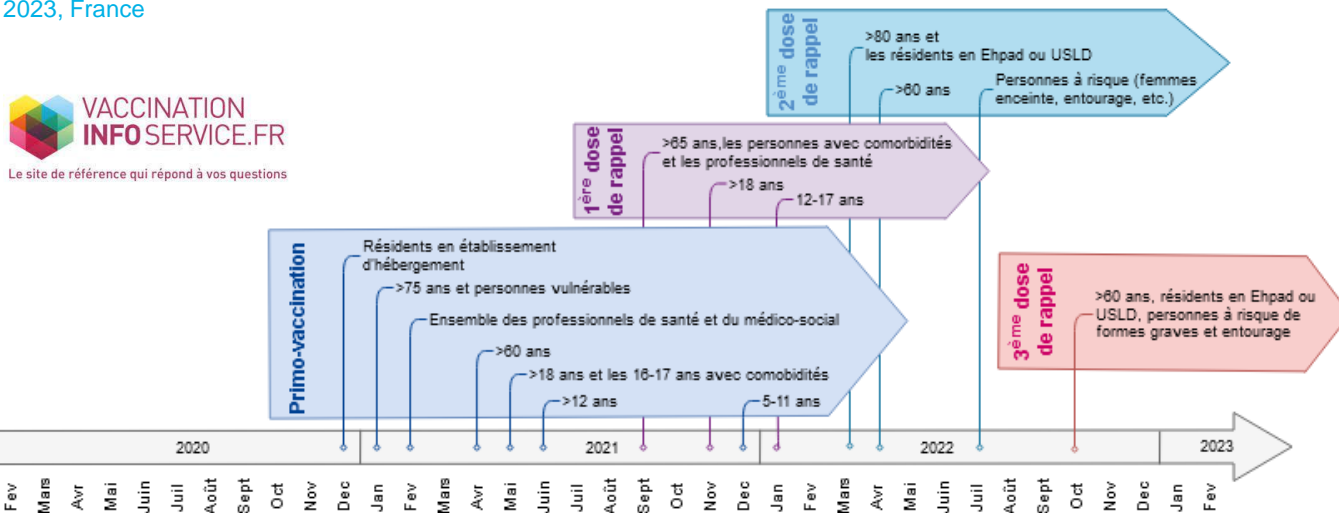 2023, France
VACCINATION
INFO SERVICE.FR
Le site de référence qui répond à vos questions
2ème dose
de rappel
>80 ans et
les résidents en Ehpad ou USLD
>60 ans
Personnes à risque (femmes
enceinte, entourage, etc.)
1ère dose
de rappel
>65 ans,les personnes avec comorbidités
et les professionnels de santé
>18 ans
12-17 ans
Primo-vaccination
Résidents en établissement
d'hébergement
>75 ans et personnes vulnérables
Ensemble des professionnels de santé et du médico-social
>60 ans
>18 ans et les 16-17 ans avec comobidités
>12 ans
5-11 ans
3ème dose
de rappel
>60 ans, résidents en Ehpad ou
USLD, personnes à risque de
formes graves et entourage
2020
2021
2022
2023
Fev
Mars
Avr
Mai
Juin
Juil
Août
Sept
Oct
Nov
Dec
Jan
Fev
Mars
Avr
Mai
Juin
Juil
Août
Sept
Oct
Nov
Dec
Jan
Fev
Mars
Avr
Mai
Juin
Juil
Août
Sept
Oct
Nov
Dec
Jan
Fev